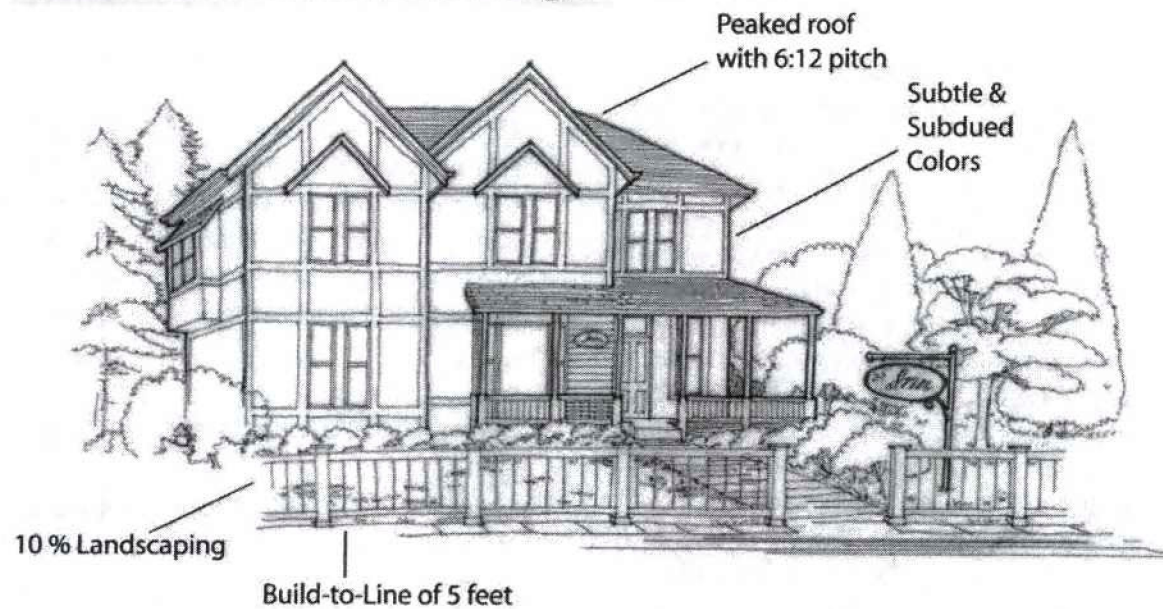 Peaked roof
with 6:12 pitch
Subtle &
Subdued
Colors
Inn
10 % Landscaping
Build-to-Line of 5 feet